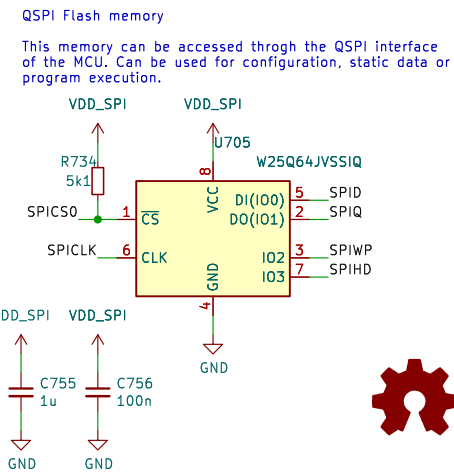 QSPI Flash memory
This memory can be accessed throgh the QSPI interface
of the MCU. Can be used for configuration, static data or
program execution.
VDD_SPI VDD_SPI
U705
R734 8 W25Q64JVSSIQ
5k1 VCC
DI(IO0) 5 SPID
SPICS0 1 CS DO(IO1) 2 SPIQ
SPICLK 6 CLK IO2 3 SPIWP
GND IO3 7 SPIHD
4
DD_SPI VDD_SPI
GND
C755 C756
1u 100n
GND GND